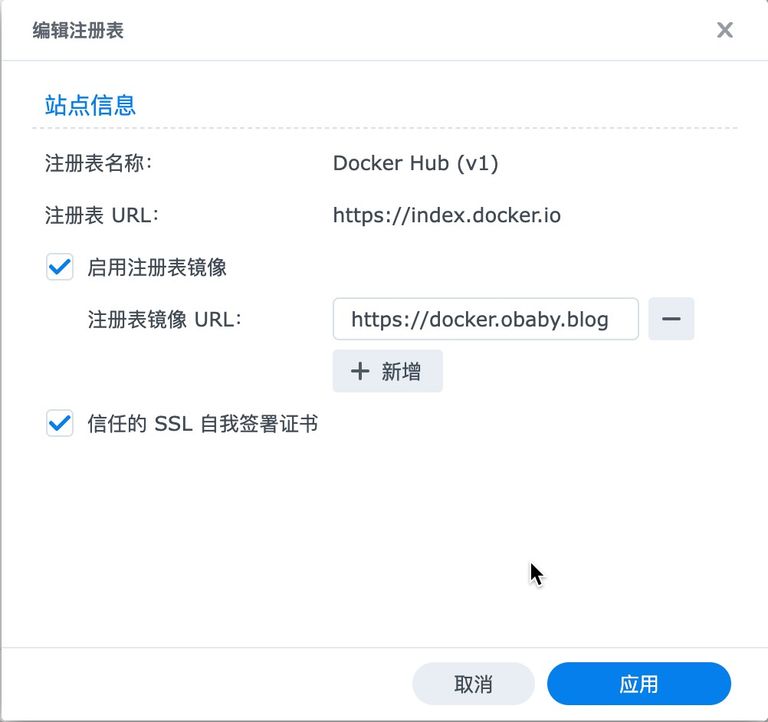 编辑注册表
站点信息
注册表名称： Docker Hub (v1)
注册表 URL： https://index.docker.io
启用注册表镜像
注册表镜像 URL： https://docker.obaby.blog
新增
信任的 SSL 自我签署证书
取消 应用